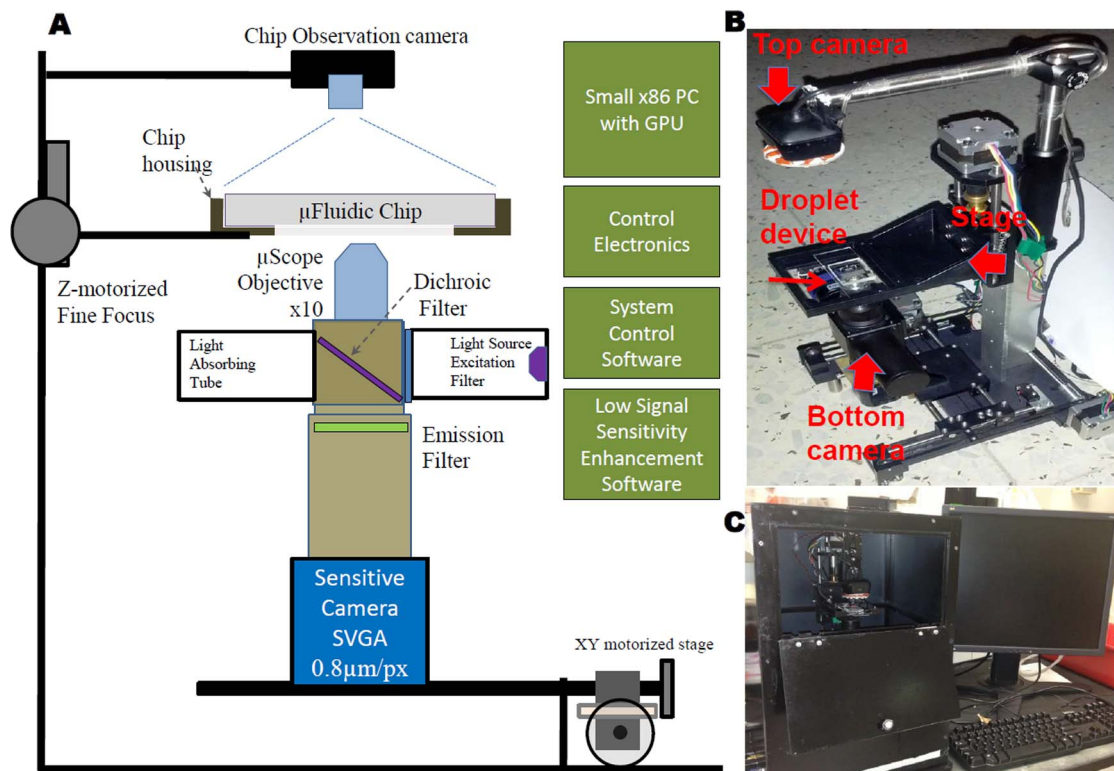 A
Chip Observation camera
Chip
housing
µFluidic Chip
µScope
Objective
x10
Dichroic
Filter
Z-motorized
Fine Focus
Light
Absorbing
Tube
Light Source
Excitation
Filter
Emission
Filter
Sensitive
Camera
SVGA
0.8µm/px
XY motorized stage
Small x86 PC
with GPU
Control
Electronics
System
Control
Software
Low Signal
Sensitivity
Enhancement
Software
B
Top camera
Droplet
device
Stage
Bottom
camera
C